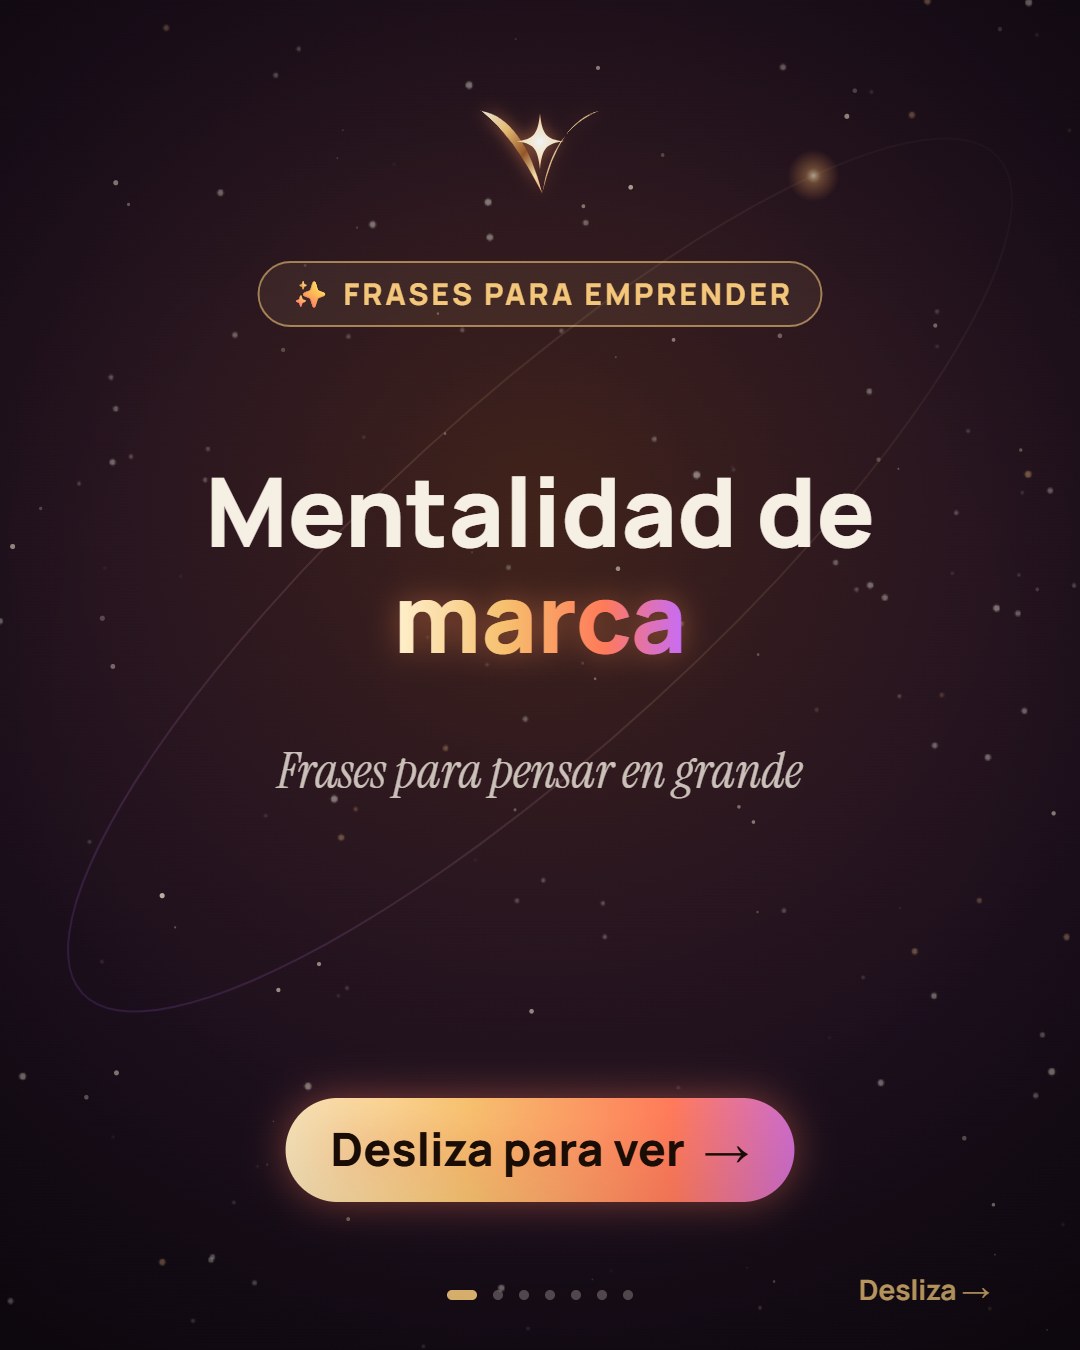 ✨ FRASES PARA EMPRENDER
Mentalidad de
marca
Frases para pensar en grande
Desliza para ver →
Desliza →